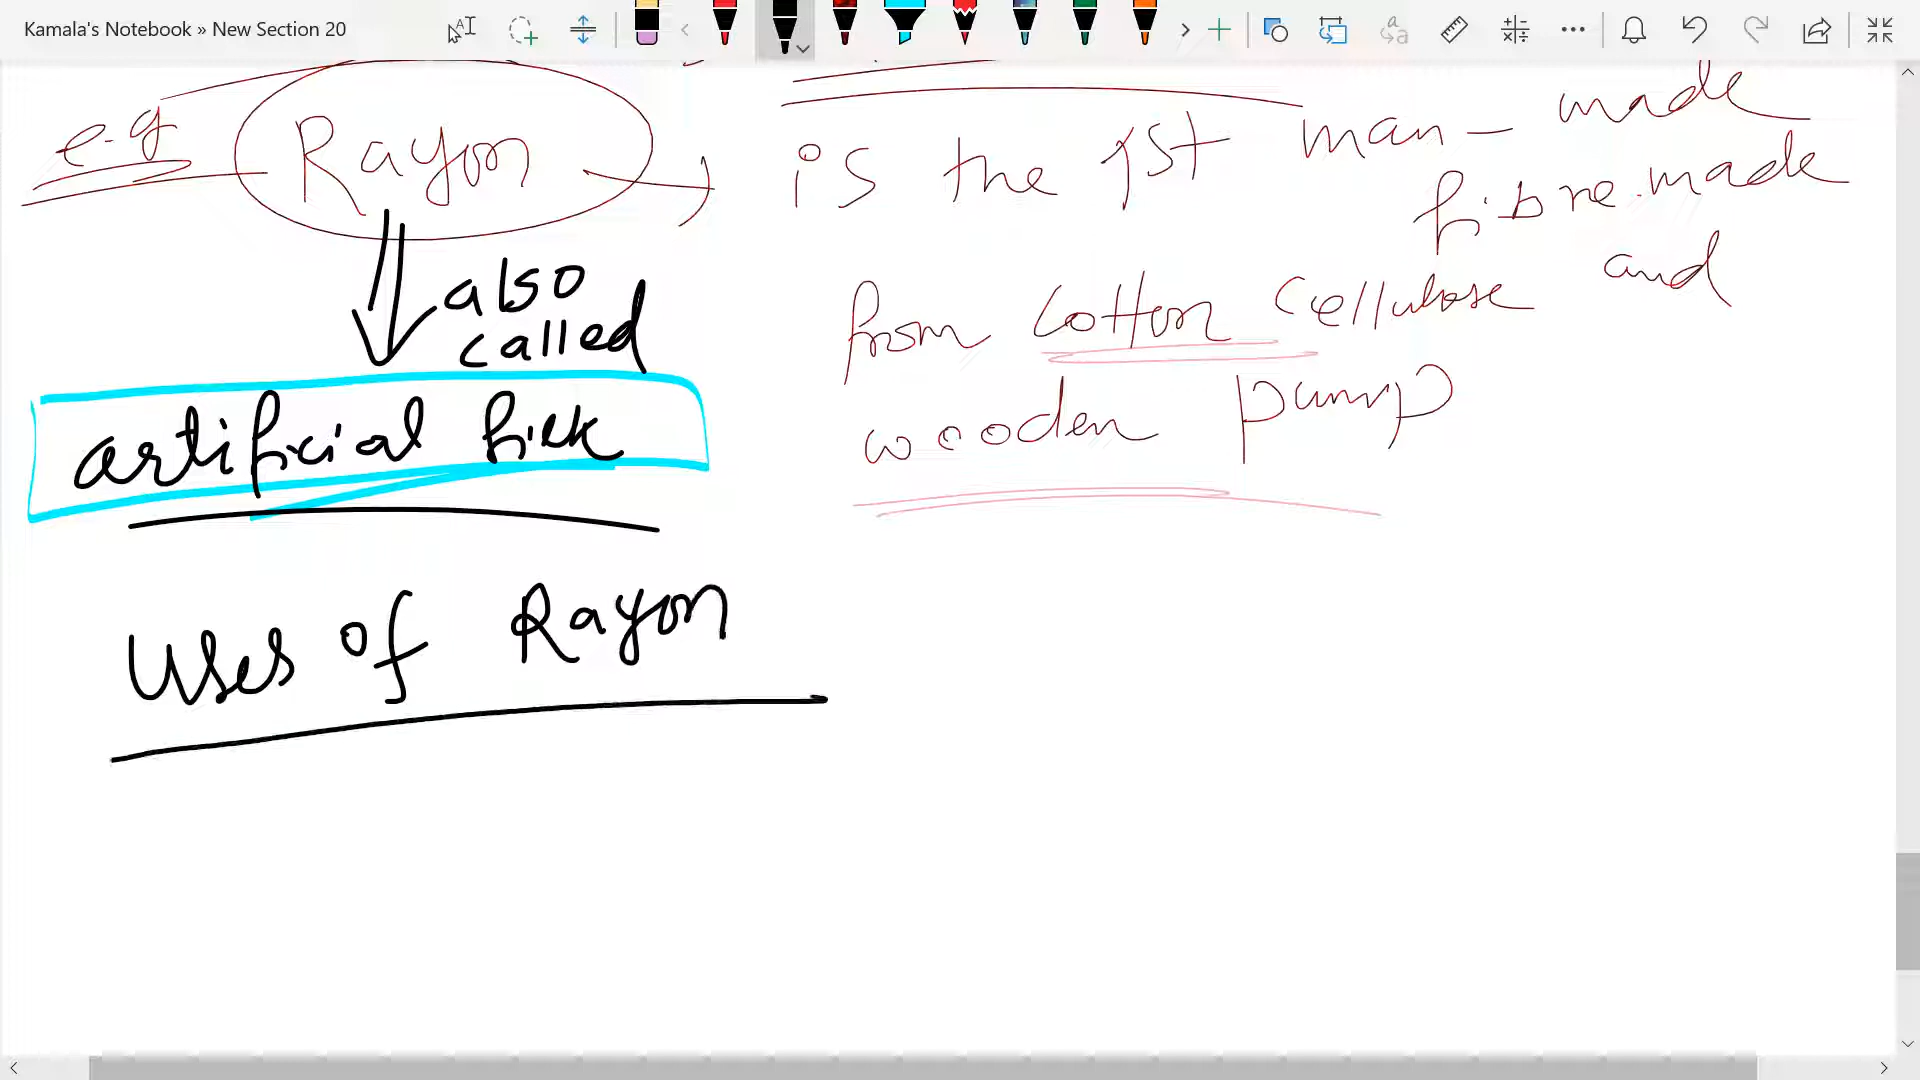 Kamala's Notebook » New Section 20
e.g Rayon is the 1st man-made
fibre made
from cotton cellulose and
wooden pump
also
called
artificial silk
Uses of Rayon